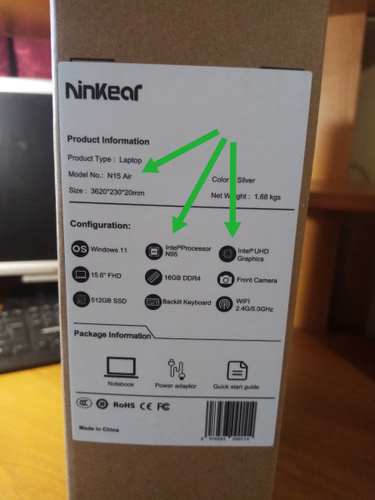 NinKear
Product Information
Product Type : Laptop
Model No.: N15 Air
Color : Silver
Size : 3620*230*20mm
Net Weight : 1.68 kgs
Configuration:
OS Windows 11
Intel® Processor
N95
Intel® UHD
Graphics
15.6" FHD
16GB DDR4
Front Camera
512GB SSD
Backlit Keyboard
WIFI
2.4G/5.0GHz
Package Information
Notebook
Power adaptor
Quick start guide
RoHS CE FC
Made in China